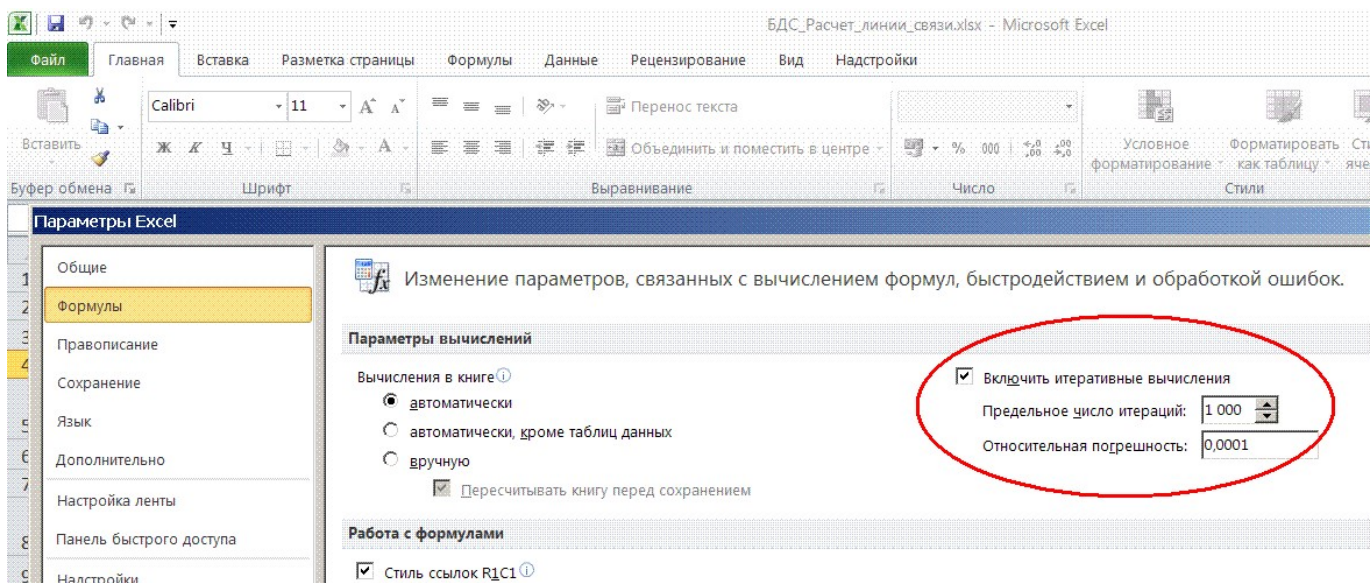 БДС_Расчет_линии_связи.xlsx - Microsoft Excel
Файл Главная Вставка Разметка страницы Формулы Данные Рецензирование Вид Надстройки
Calibri 11 Перенос текста
Вставить Ж К Ч Объединить и поместить в центре % 000 Условное форматирование Форматировать как таблицу
Буфер обмена Шрифт Выравнивание Число Стили
Параметры Excel
Общие
Формулы
Правописание
Сохранение
Язык
Дополнительно
Настройка ленты
Панель быстрого доступа
Надстройки
Изменение параметров, связанных с вычислением формул, быстродействием и обработкой ошибок.
Параметры вычислений
Вычисления в книге
автоматически
автоматически, кроме таблиц данных
вручную
Пересчитывать книгу перед сохранением
Включить итеративные вычисления
Предельное число итераций: 1 000
Относительная погрешность: 0,0001
Работа с формулами
Стиль ссылок R1C1